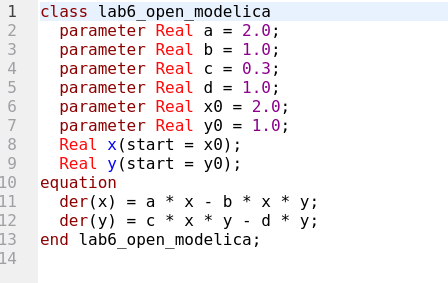 1 class lab6_open_modelica
2   parameter Real a = 2.0;
3   parameter Real b = 1.0;
4   parameter Real c = 0.3;
5   parameter Real d = 1.0;
6   parameter Real x0 = 2.0;
7   parameter Real y0 = 1.0;
8   Real x(start = x0);
9   Real y(start = y0);
10 equation
11   der(x) = a * x - b * x * y;
12   der(y) = c * x * y - d * y;
13 end lab6_open_modelica;
14